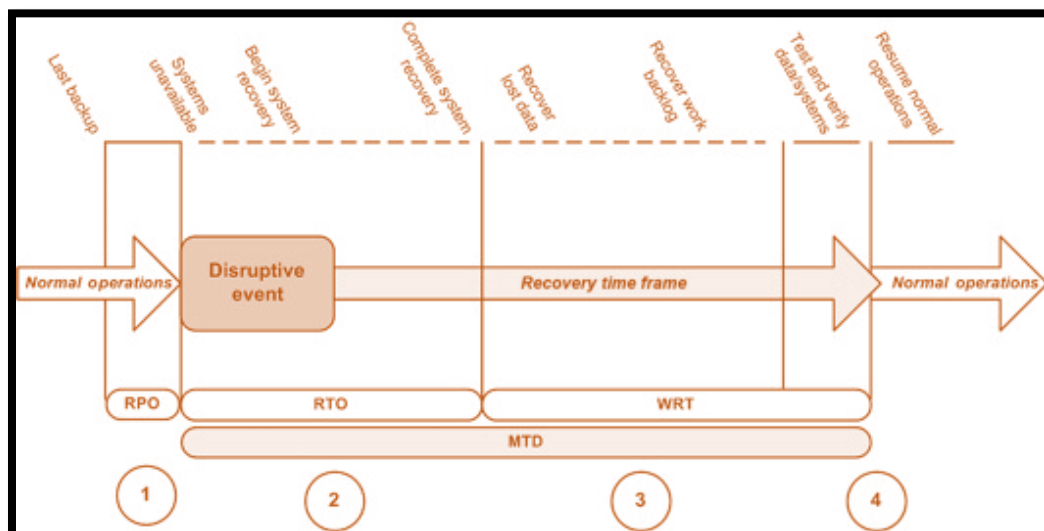 Last backup
Systems
unavailable
Begin system
recovery
Complete system
recovery
Recover
lost data
Recover work
backlog
Test and verify
data/systems
Resume normal
operations
Normal operations
Disruptive
event
Recovery time frame
Normal operations
RPO
RTO
WRT
MTD
1
2
3
4